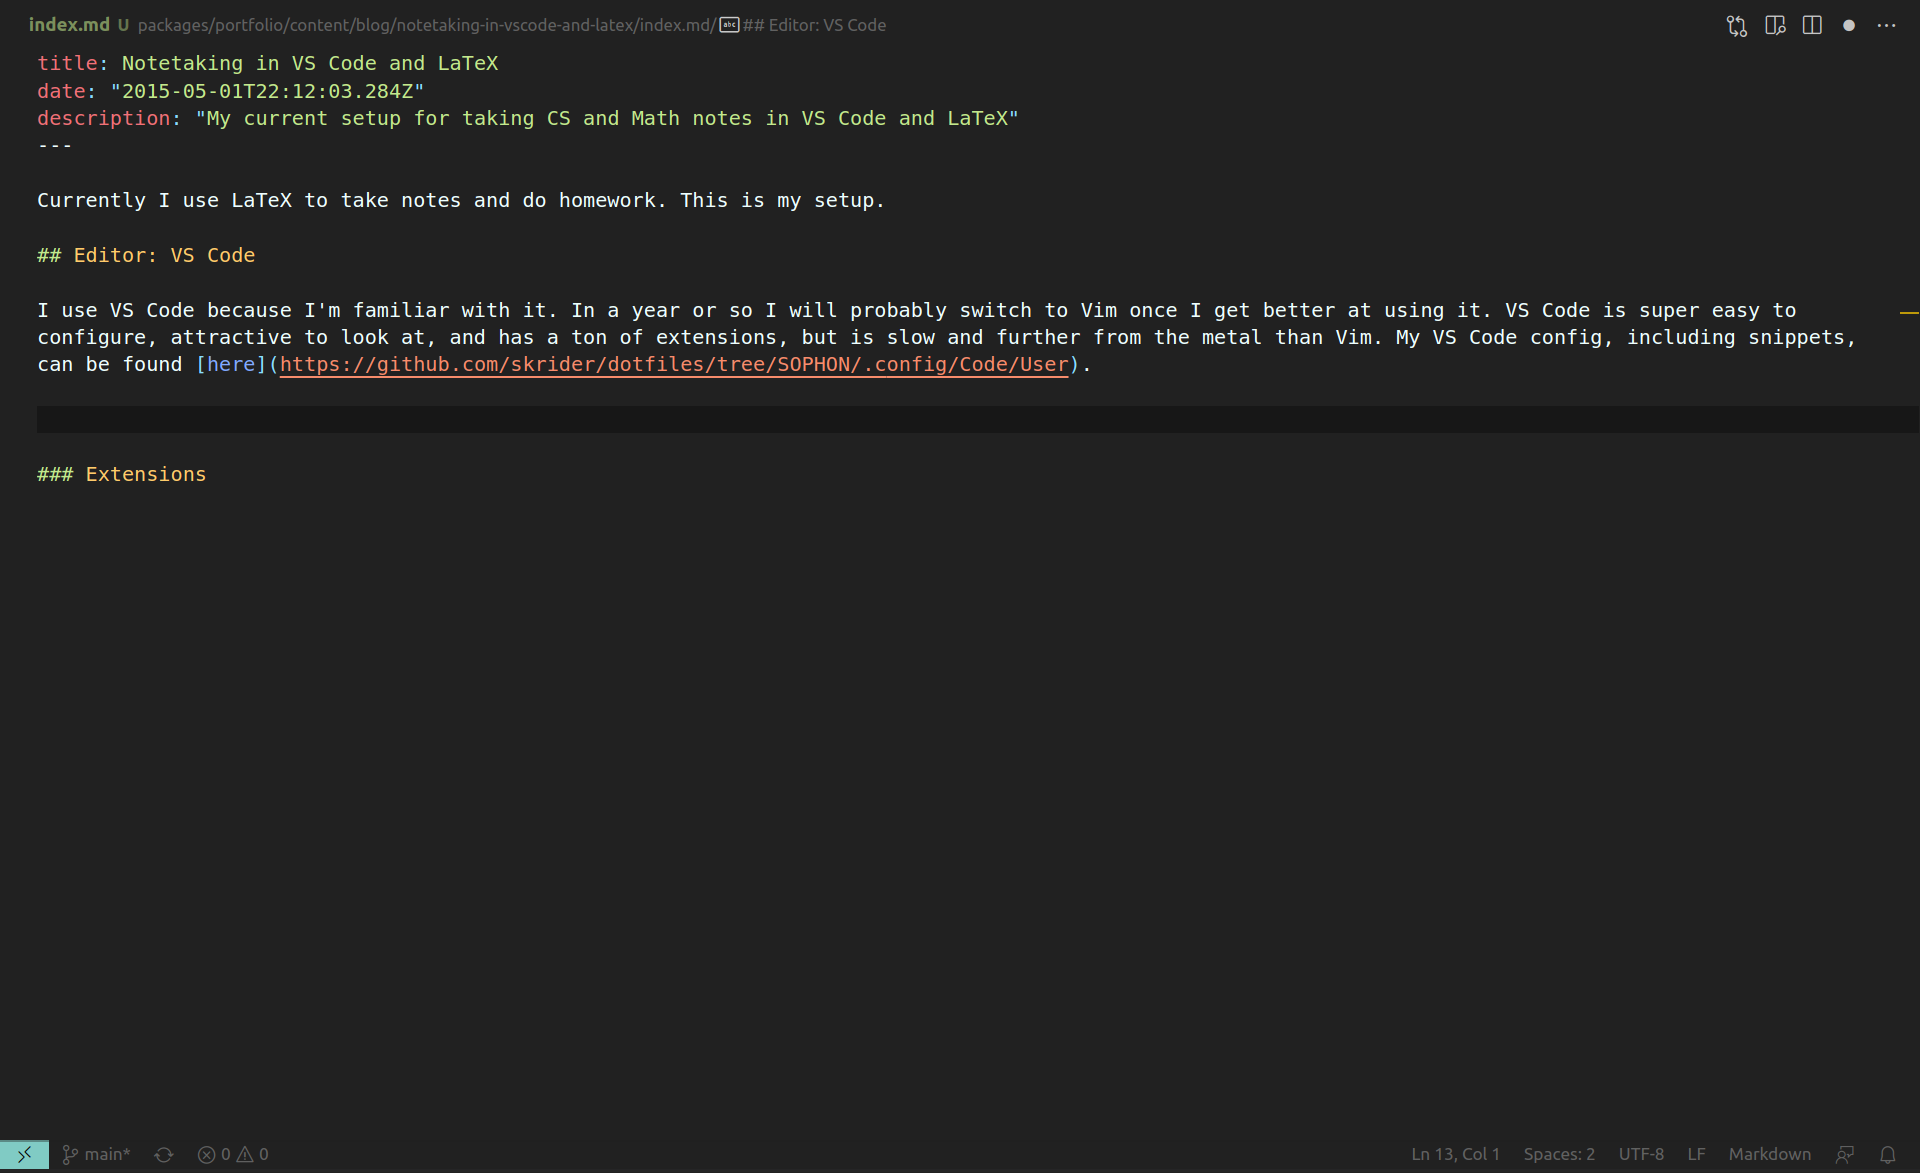 index.md U packages/portfolio/content/blog/notetaking-in-vscode-and-latex/index.md/ abc ## Editor: VS Code
title: Notetaking in VS Code and LaTeX
date: "2015-05-01T22:12:03.284Z"
description: "My current setup for taking CS and Math notes in VS Code and LaTeX"
---
Currently I use LaTeX to take notes and do homework. This is my setup.
## Editor: VS Code
I use VS Code because I'm familiar with it. In a year or so I will probably switch to Vim once I get better at using it. VS Code is super easy to
configure, attractive to look at, and has a ton of extensions, but is slow and further from the metal than Vim. My VS Code config, including snippets,
can be found [here](https://github.com/skrider/dotfiles/tree/SOPHON/.config/Code/User).
### Extensions
main* 0 0 Ln 13, Col 1 Spaces: 2 UTF-8 LF Markdown